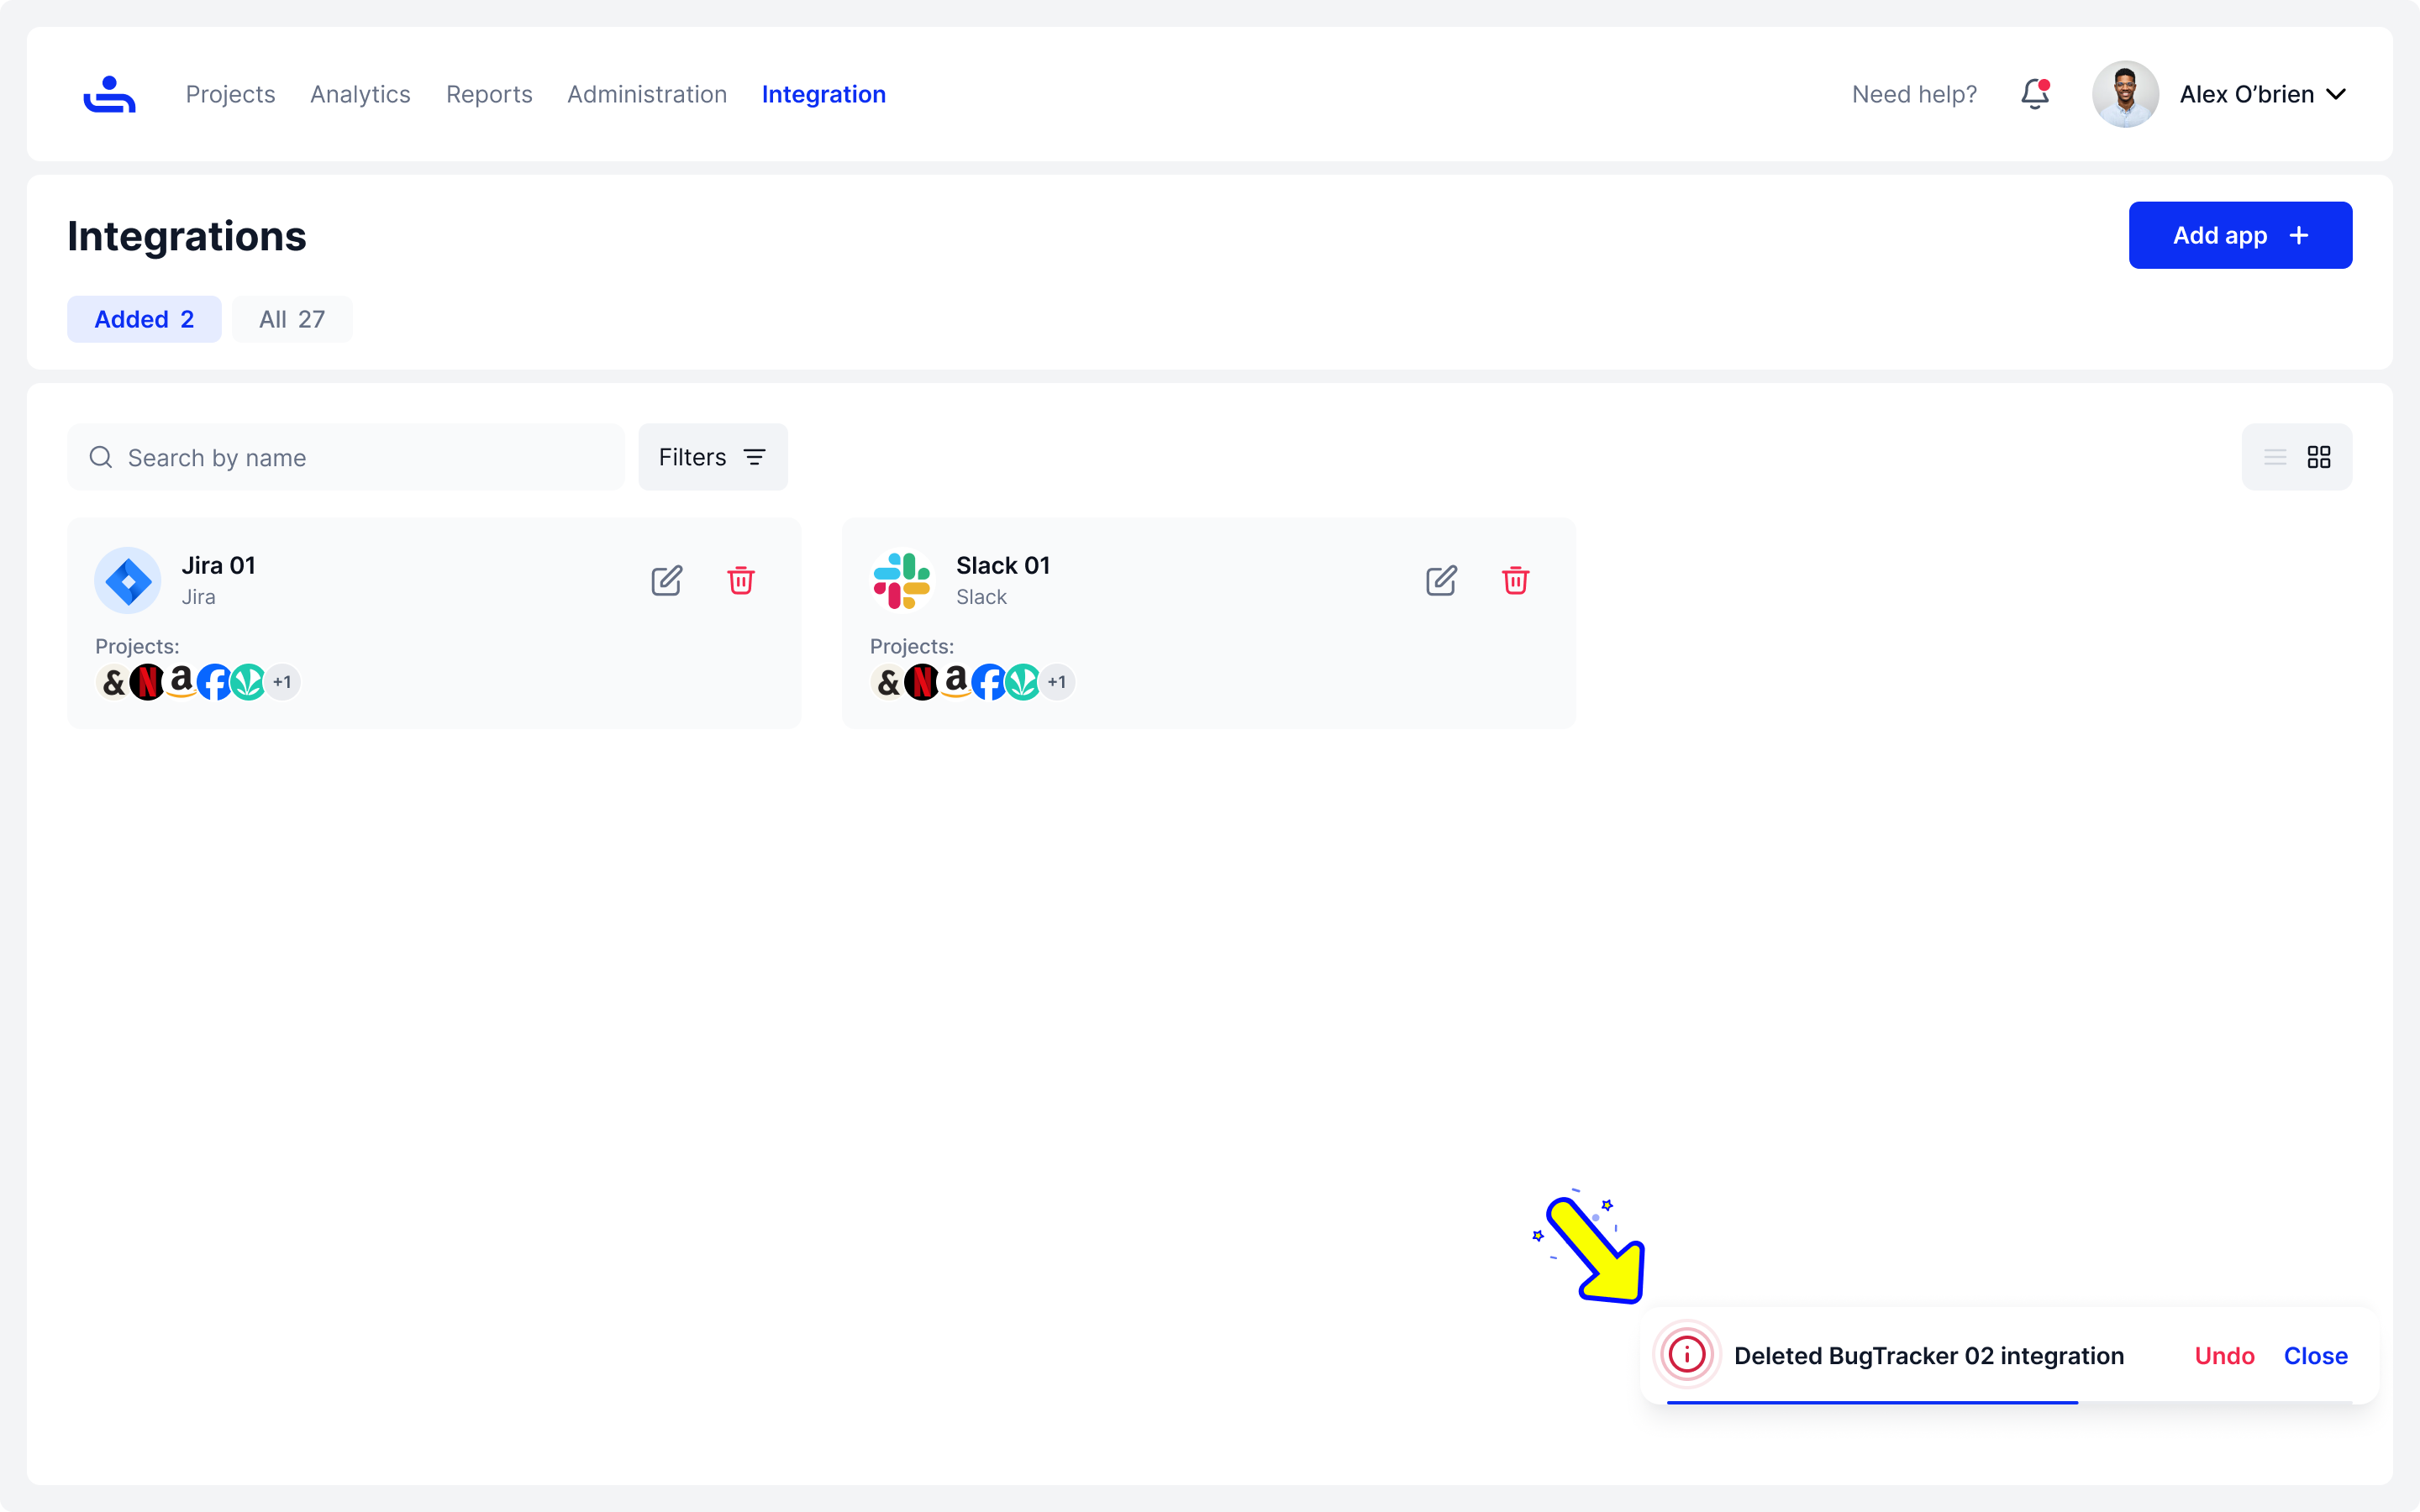 Projects Analytics Reports Administration Integration Need help? Alex O’brien
Integrations
Add app
Added 2 All 27
Search by name Filters
Jira 01
Jira
Projects:
& N a f +1
Slack 01
Slack
Projects:
& N a f +1
Deleted BugTracker 02 integration Undo Close